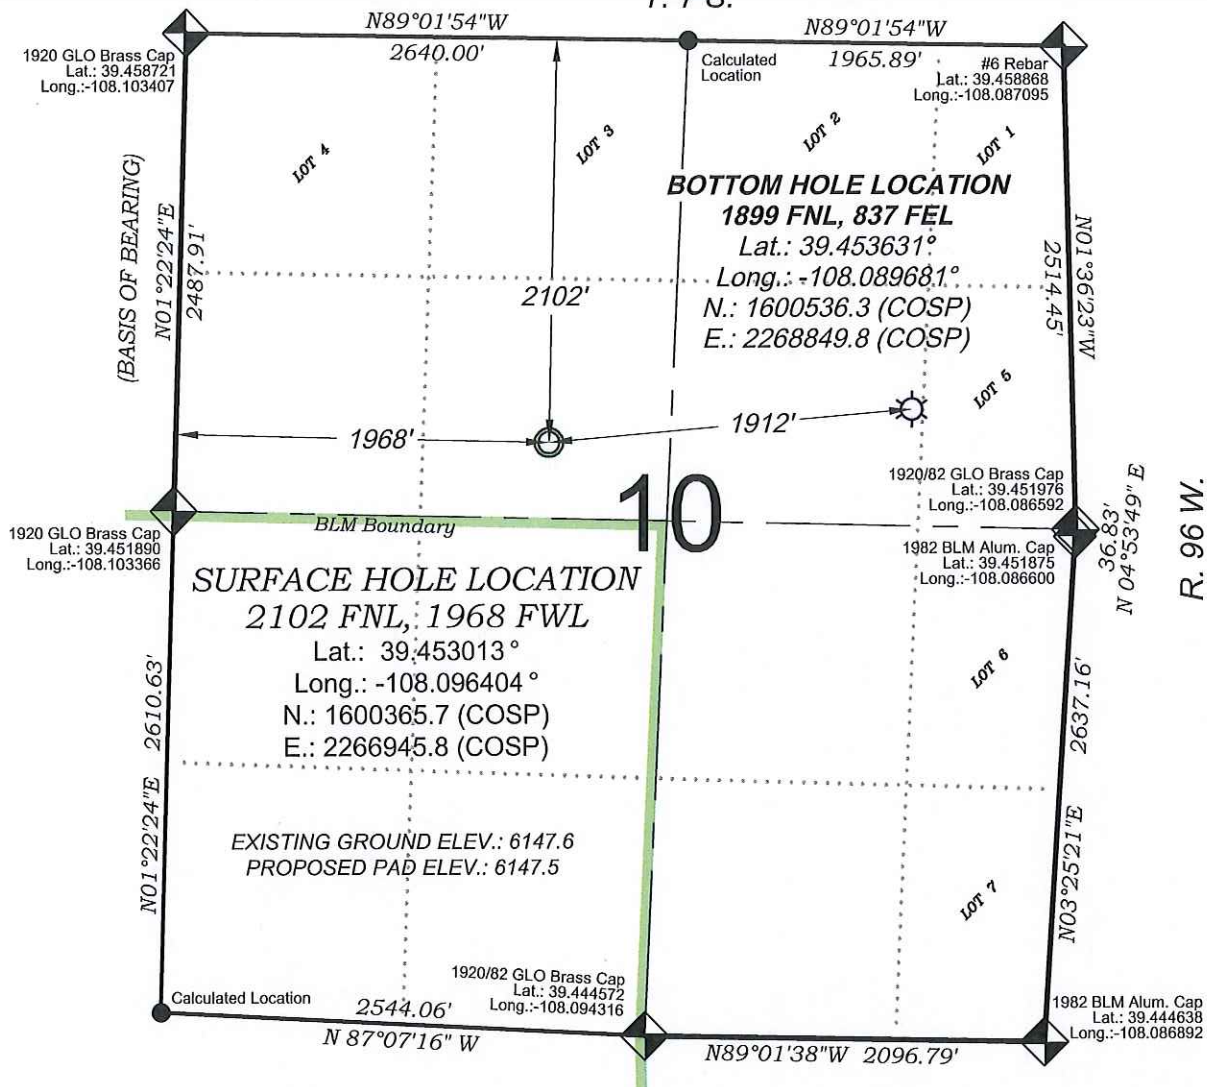 T. 7 S.
N89°01'54"W
2640.00'
N89°01'54"W
1965.89'
1920 GLO Brass Cap
Lat.: 39.458721
Long.:-108.103407
Calculated
Location
#6 Rebar
Lat.: 39.458868
Long.:-108.087095
LOT 4
LOT 3
LOT 2
LOT 1
BOTTOM HOLE LOCATION
1899 FNL, 837 FEL
Lat.: 39.453631°
Long.: -108.089681°
N.: 1600536.3 (COSP)
E.: 2268849.8 (COSP)
(BASIS OF BEARING)
N01°22'24"E
2487.91'
2102'
N01°36'23"W
2514.45'
LOT 5
1968'
1912'
10
1920/82 GLO Brass Cap
Lat.: 39.451976
Long.:-108.086592
1920 GLO Brass Cap
Lat.: 39.451890
Long.:-108.103366
BLM Boundary
1982 BLM Alum. Cap
Lat.: 39.451875
Long.:-108.086600
36.83'
N 04°53'49" E
R. 96 W.
SURFACE HOLE LOCATION
2102 FNL, 1968 FWL
Lat.: 39.453013°
Long.: -108.096404°
N.: 1600365.7 (COSP)
E.: 2266945.8 (COSP)
LOT 6
2610.63'
N01°22'24"E
2637.16'
N03°25'21"E
EXISTING GROUND ELEV.: 6147.6
PROPOSED PAD ELEV.: 6147.5
LOT 7
1920/82 GLO Brass Cap
Lat.: 39.444572
Long.:-108.094316
Calculated Location
2544.06'
N 87°07'16" W
N89°01'38"W 2096.79'
1982 BLM Alum. Cap
Lat.: 39.444638
Long.:-108.086892